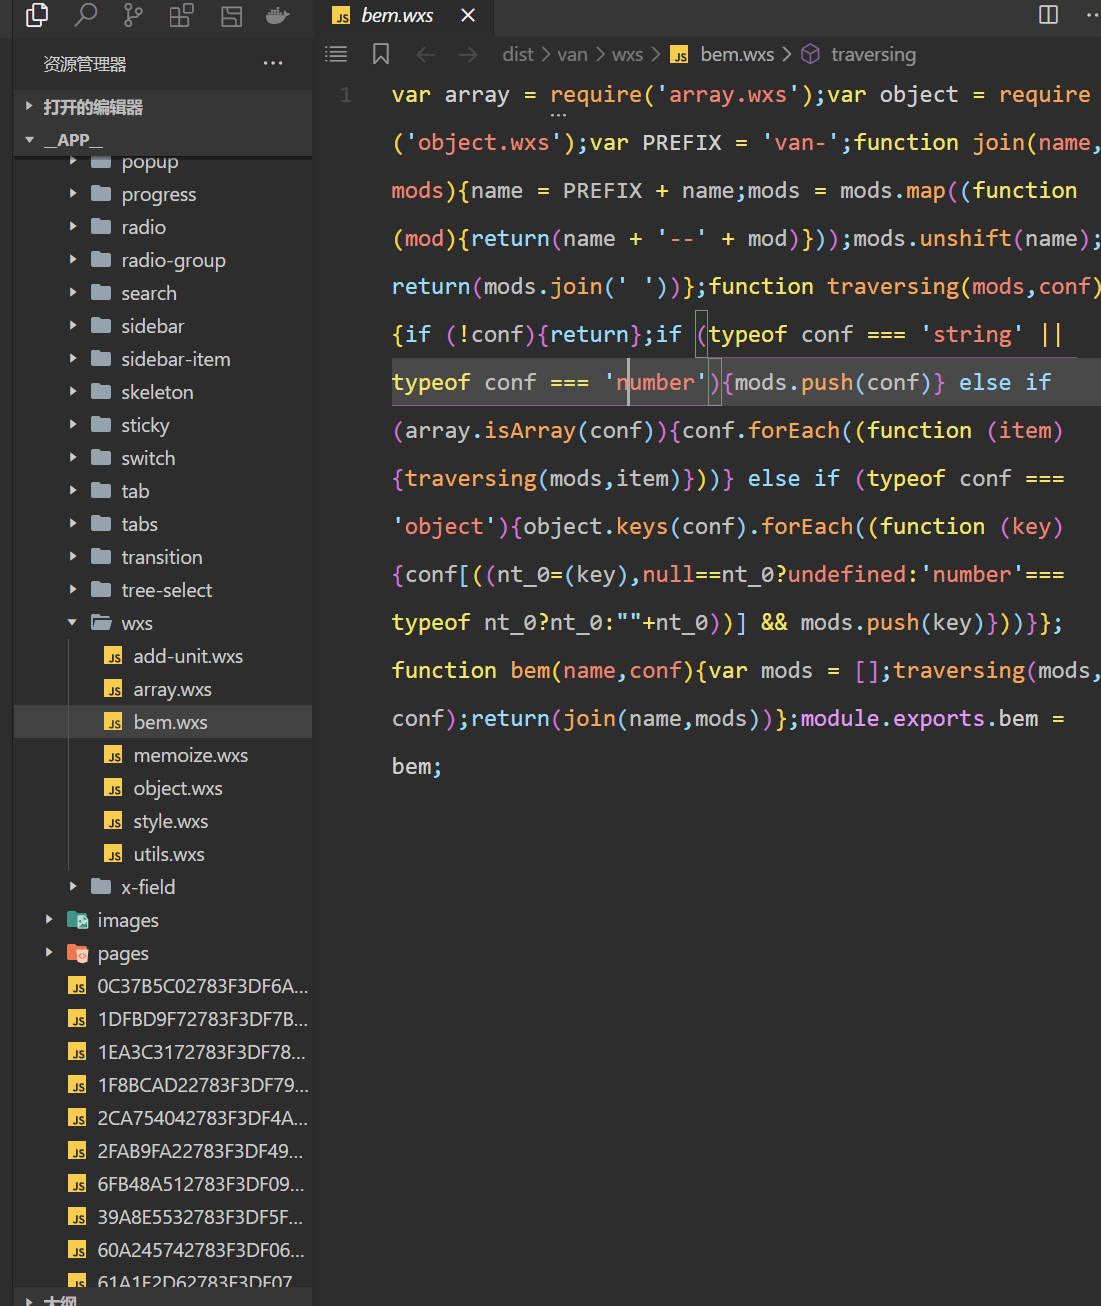 JS bem.wxs
资源管理器 ...
dist > van > wxs > JS bem.wxs > traversing
打开的编辑器
__APP__
popup
progress
radio
radio-group
search
sidebar
sidebar-item
skeleton
sticky
switch
tab
tabs
transition
tree-select
wxs
JS add-unit.wxs
JS array.wxs
JS bem.wxs
JS memoize.wxs
JS object.wxs
JS style.wxs
JS utils.wxs
x-field
images
pages
JS 0C37B5C02783F3DF6A...
JS 1DFBD9F72783F3DF7B...
JS 1EA3C3172783F3DF78...
JS 1F8BCAD22783F3DF79...
JS 2CA754042783F3DF4A...
JS 2FAB9FA22783F3DF49...
JS 6FB48A512783F3DF09...
JS 39A8E5532783F3DF5F...
JS 60A245742783F3DF06...
JS 61A1F2D62783F3DF07
大纲
1 var array = require('array.wxs');var object = require
('object.wxs');var PREFIX = 'van-';function join(name,
mods){name = PREFIX + name;mods = mods.map((function
(mod){return(name + '--' + mod)}));mods.unshift(name);
return(mods.join(' '))};function traversing(mods,conf)
{if (!conf){return};if (typeof conf === 'string' ||
typeof conf === 'number'){mods.push(conf)} else if
(array.isArray(conf)){conf.forEach((function (item)
{traversing(mods,item)}))} else if (typeof conf ===
'object'){object.keys(conf).forEach((function (key)
{conf[((nt_0=(key),null==nt_0?undefined:'number'===
typeof nt_0?nt_0:""+nt_0))] && mods.push(key)}))}};
function bem(name,conf){var mods = [];traversing(mods,
conf);return(join(name,mods))};module.exports.bem =
bem;